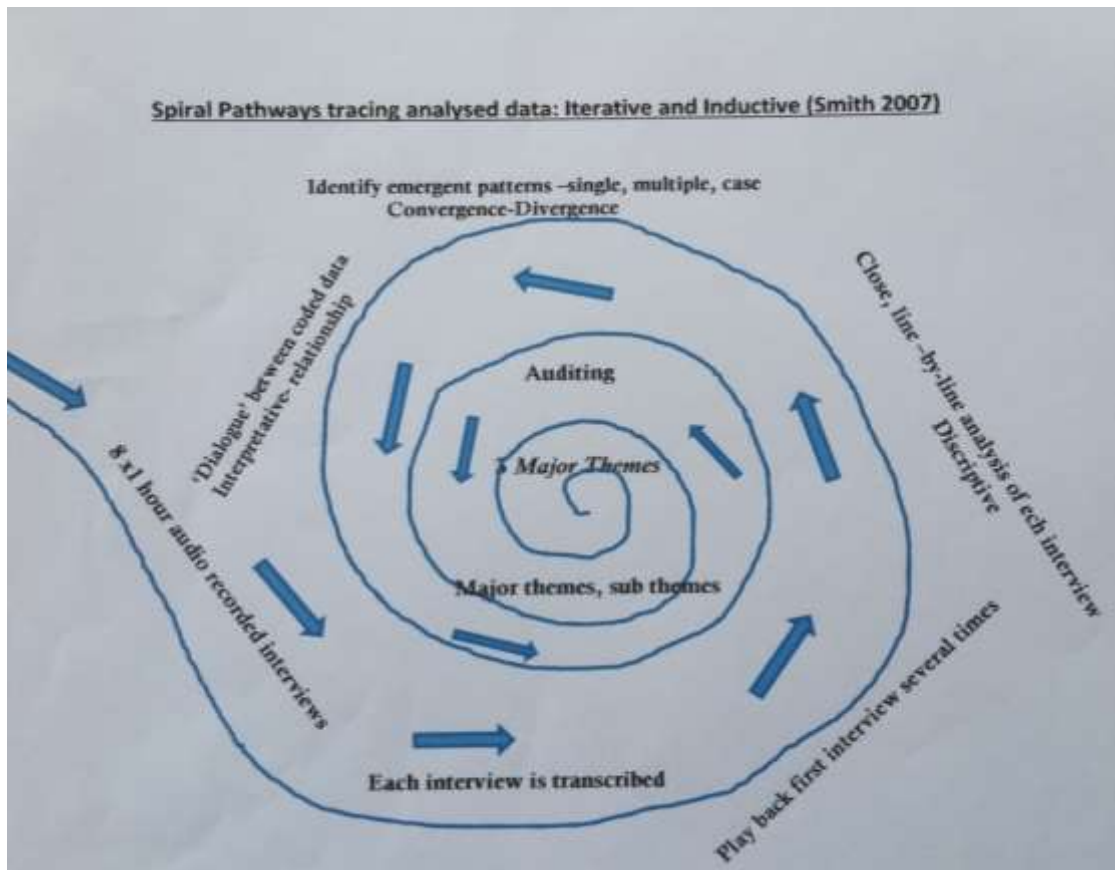 Spiral Pathways tracing analysed data: Iterative and Inductive (Smith 2007)
Identify emergent patterns –single, multiple, case
Convergence-Divergence
'Dialogue' between coded data
Interpretative- relationship
Close, line –by-line analysis of ech interview
Discriptive
Auditing
Major Themes
8 x1 hour audio recorded interviews
Major themes, sub themes
Play back first interview several times
Each interview is transcribed